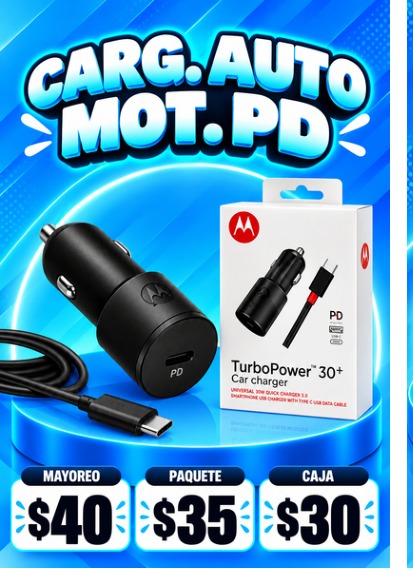 CARG. AUTO
MOT. PD
PD
PD
USB-C
TurboPower™ 30+
Car charger
UNIVERSAL 30W QUICK CHARGER 3.0
SMARTPHONE USB CHARGER WITH TYPE C USB DATA CABLE
MAYOREO
PAQUETE
CAJA
$40
$35
$30